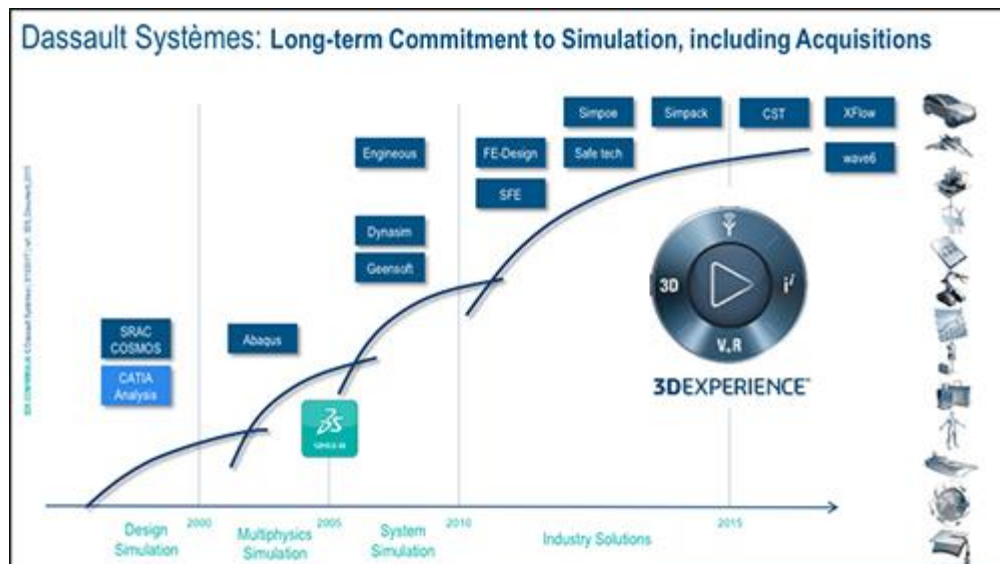 Dassault Systèmes: Long-term Commitment to Simulation, including Acquisitions
Simpoe
Simpack
CST
XFlow
Engineous
FE-Design
Safe tech
wave6
SFE
Dynasim
Geensoft
3D
i
V+R
3DEXPERIENCE
SRAC
COSMOS
Abaqus
CATIA
Analysis
SIMULIA
2000
2005
2010
2015
Design
Simulation
Multiphysics
Simulation
System
Simulation
Industry Solutions